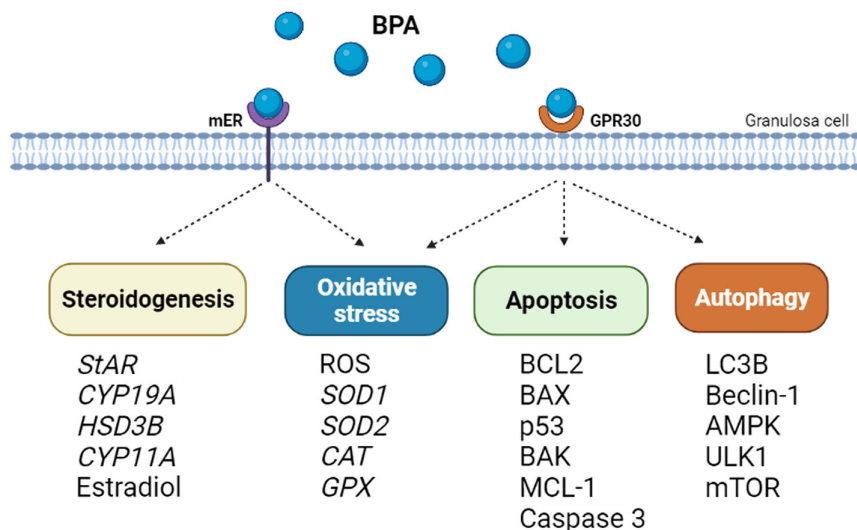 BPA
mER
GPR30
Granulosa cell
Steroidogenesis
StAR
CYP19A
HSD3B
CYP11A
Estradiol
Oxidative
stress
ROS
SOD1
SOD2
CAT
GPX
Apoptosis
BCL2
BAX
p53
BAK
MCL-1
Caspase 3
Autophagy
LC3B
Beclin-1
AMPK
ULK1
mTOR